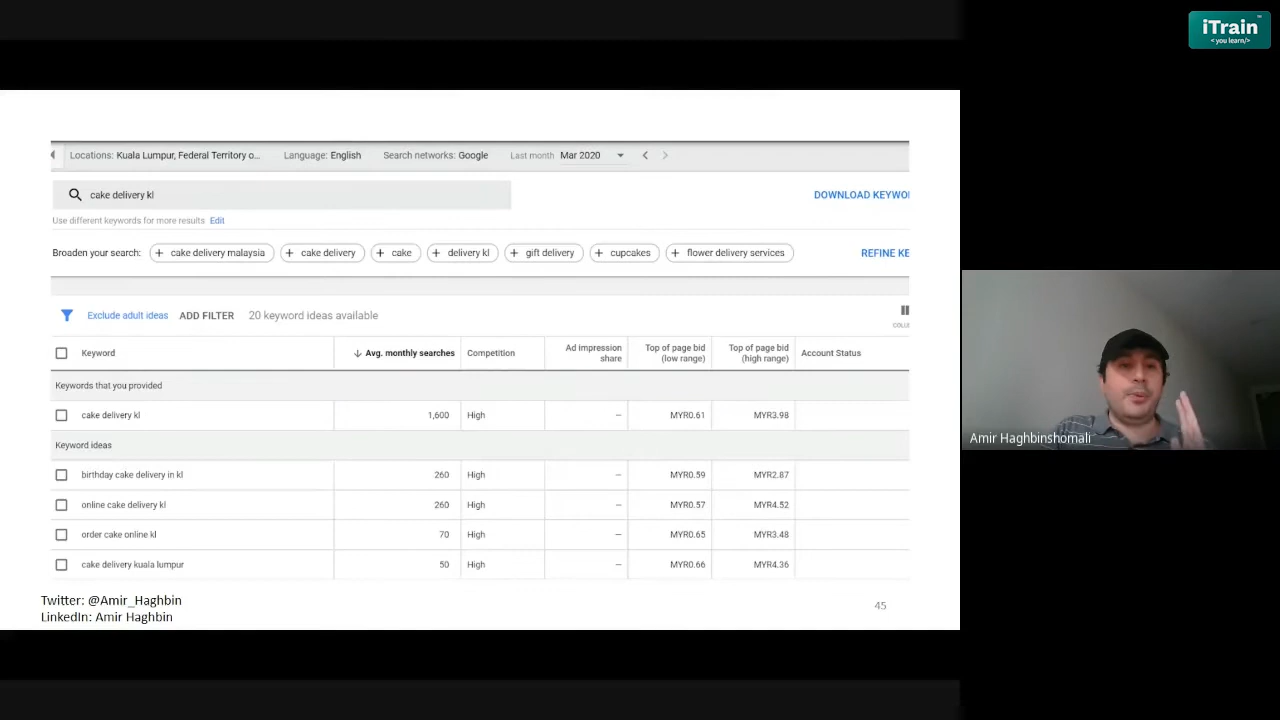 iTrain
< you learn/>
Locations: Kuala Lumpur, Federal Territory o... Language: English Search networks: Google Last month Mar 2020
cake delivery kl DOWNLOAD KEYWO
Use different keywords for more results Edit
Broaden your search: + cake delivery malaysia + cake delivery + cake + delivery kl + gift delivery + cupcakes + flower delivery services REFINE KE
Exclude adult ideas ADD FILTER 20 keyword ideas available
COLU
Keyword Avg. monthly searches Competition Ad impression share Top of page bid (low range) Top of page bid (high range) Account Status
Keywords that you provided
cake delivery kl 1,600 High – MYR0.61 MYR3.98
Keyword ideas
birthday cake delivery in kl 260 High – MYR0.59 MYR2.87
online cake delivery kl 260 High – MYR0.57 MYR4.52
order cake online kl 70 High – MYR0.65 MYR3.48
cake delivery kuala lumpur 50 High – MYR0.66 MYR4.36
Twitter: @Amir_Haghbin
LinkedIn: Amir Haghbin
45
Amir Haghbinshomali